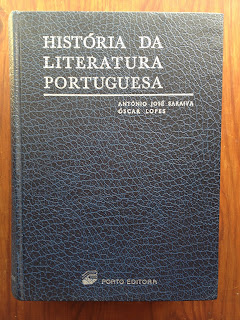 HISTÓRIA DA
LITERATURA
PORTUGUESA
ANTÓNIO JOSÉ SARAIVA
ÓSCAR LOPES
PORTO EDITORA